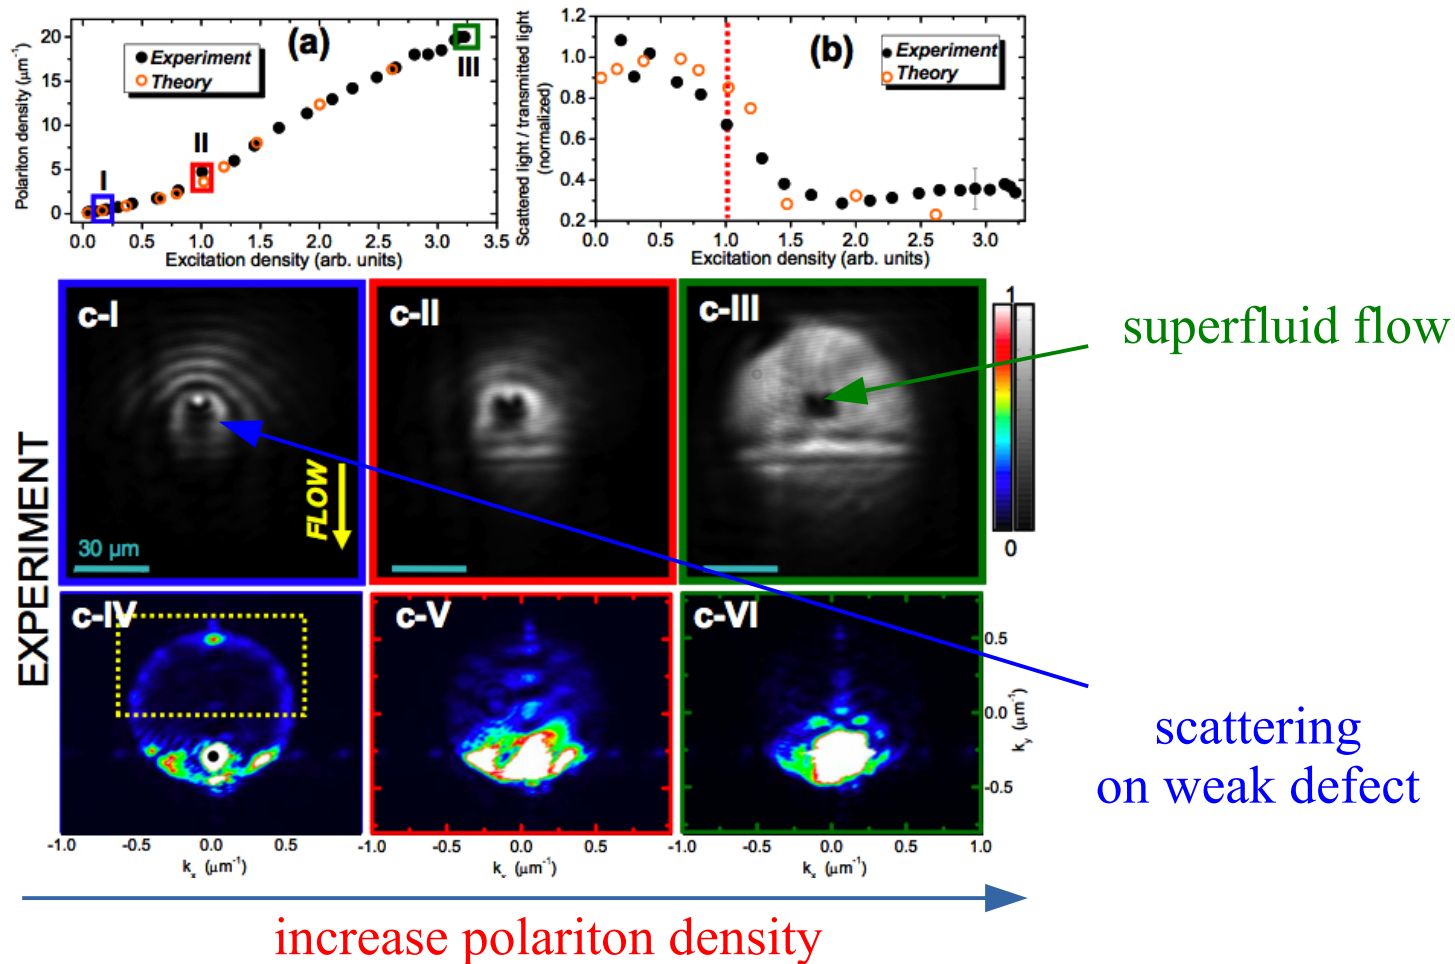 (a)
Experiment
Theory
I
II
III
Polariton density (µm⁻¹)
20
15
10
5
0
0.0 0.5 1.0 1.5 2.0 2.5 3.0 3.5
Excitation density (arb. units)
(b)
Experiment
Theory
Scattered light / transmitted light
(normalized)
1.2
1.0
0.8
0.6
0.4
0.2
0.0 0.5 1.0 1.5 2.0 2.5 3.0
Excitation density (arb. units)
EXPERIMENT
c-I
FLOW
30 µm
c-II
c-III
1
0
superfluid flow
c-IV
c-V
c-VI
0.5
0.0
-0.5
k_y (µm⁻¹)
scattering
on weak defect
-1.0 -0.5 0.0 0.5 -1.0 -0.5 0.0 0.5 -1.0 -0.5 0.0 0.5 1.0
k_x (µm⁻¹) (µm⁻¹) k_x (µm⁻¹)
increase polariton density